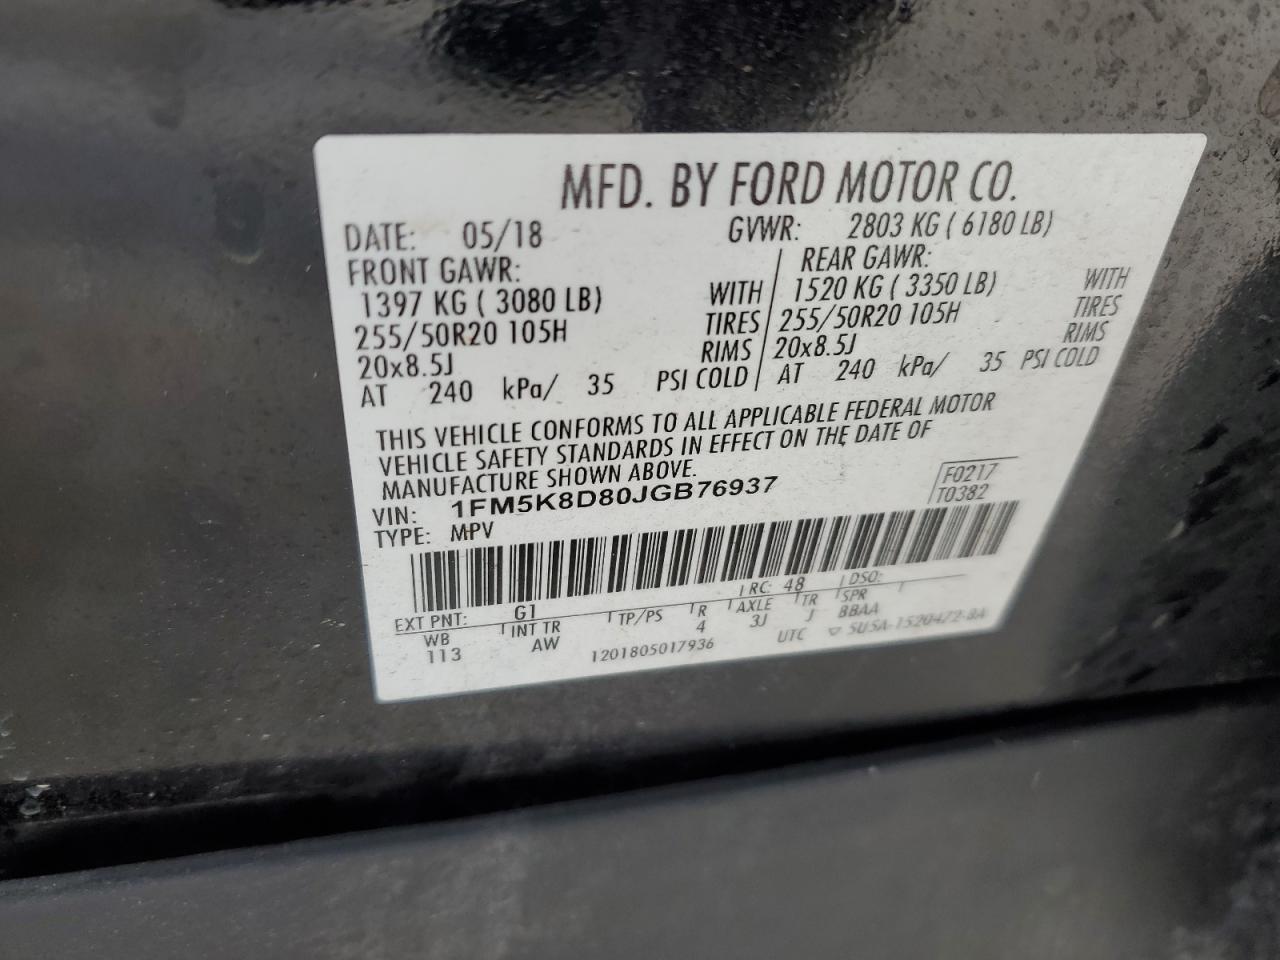 MFD. BY FORD MOTOR CO.
DATE: 05/18 GVWR: 2803 KG ( 6180 LB)
FRONT GAWR: REAR GAWR:
1397 KG ( 3080 LB) WITH 1520 KG ( 3350 LB) WITH
255/50R20 105H TIRES 255/50R20 105H TIRES
20x8.5J RIMS 20x8.5J RIMS
AT 240 kPa/ 35 PSI COLD AT 240 kPa/ 35 PSI COLD
THIS VEHICLE CONFORMS TO ALL APPLICABLE FEDERAL MOTOR
VEHICLE SAFETY STANDARDS IN EFFECT ON THE DATE OF
MANUFACTURE SHOWN ABOVE.
F0217
VIN: 1FM5K8D80JGB76937 T0382
TYPE: MPV
EXT PNT: G1 RC: 48 DSO:
WB INT TR TP/PS R AXLE TR SPR
113 AW 4 3J J BBAA
1201805017936 UTC ▽ 5U5A-1520472-BA